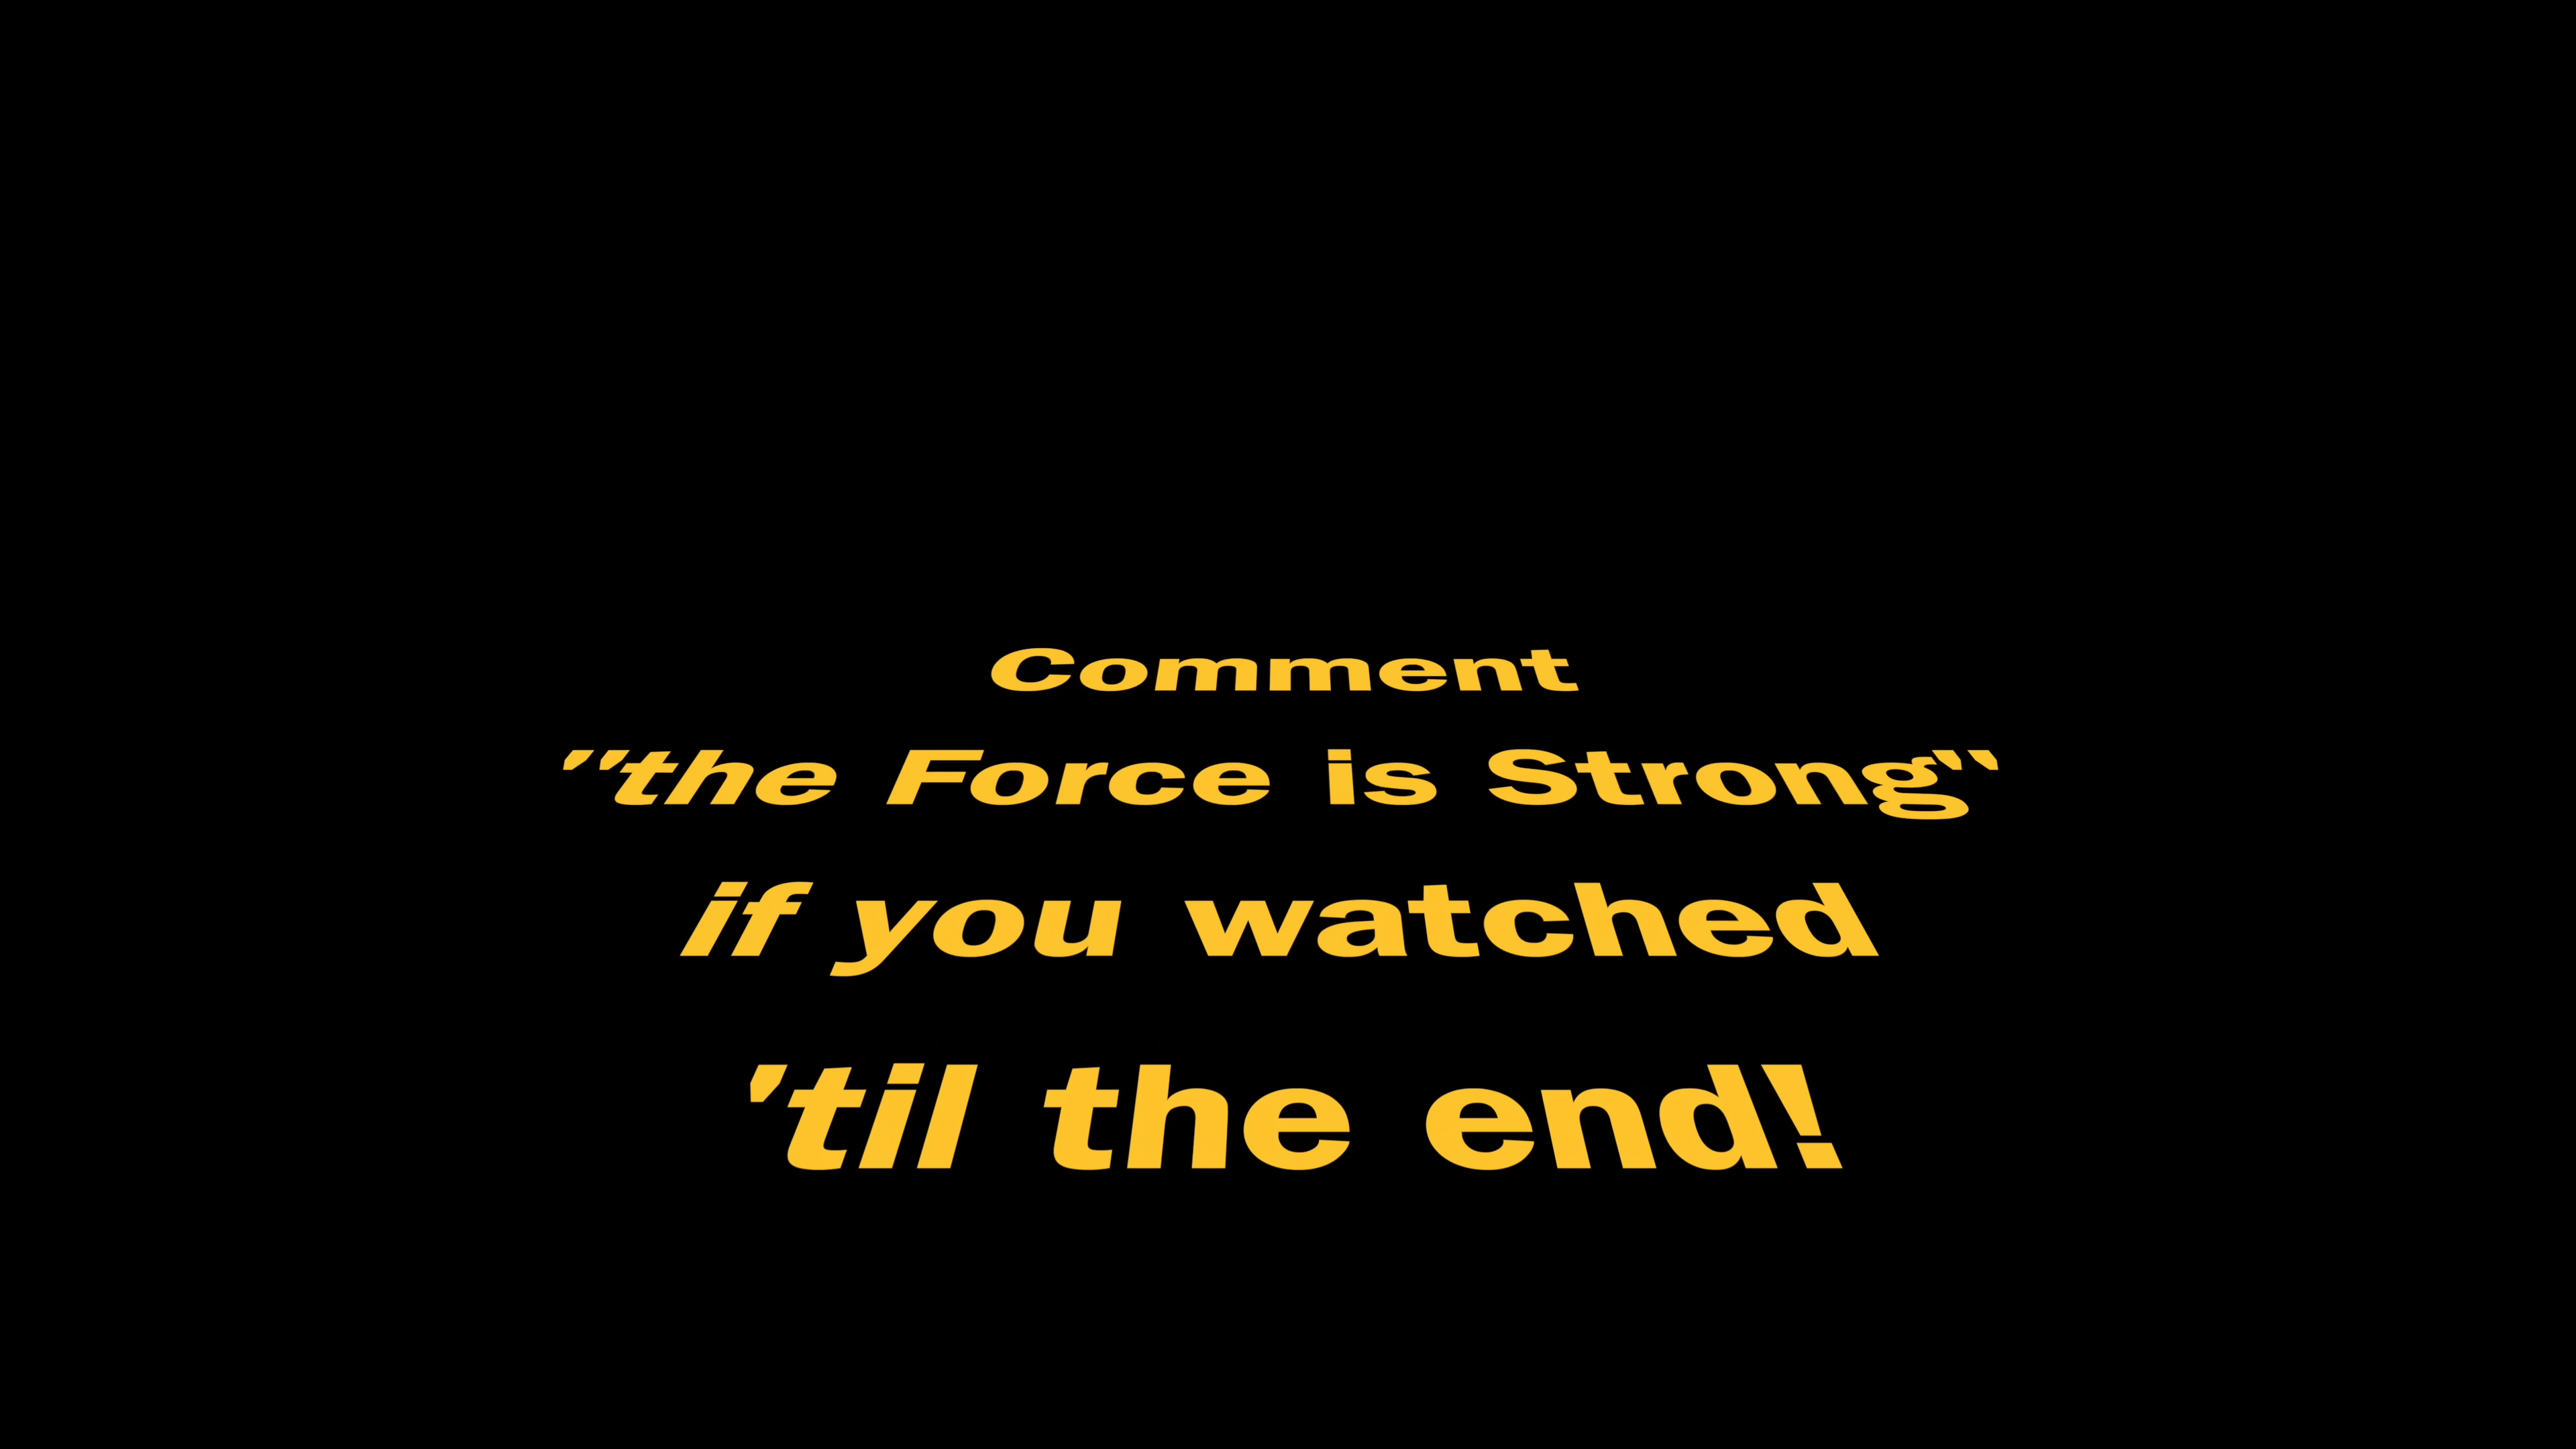 Comment
"the Force is Strong"
if you watched
'til the end!